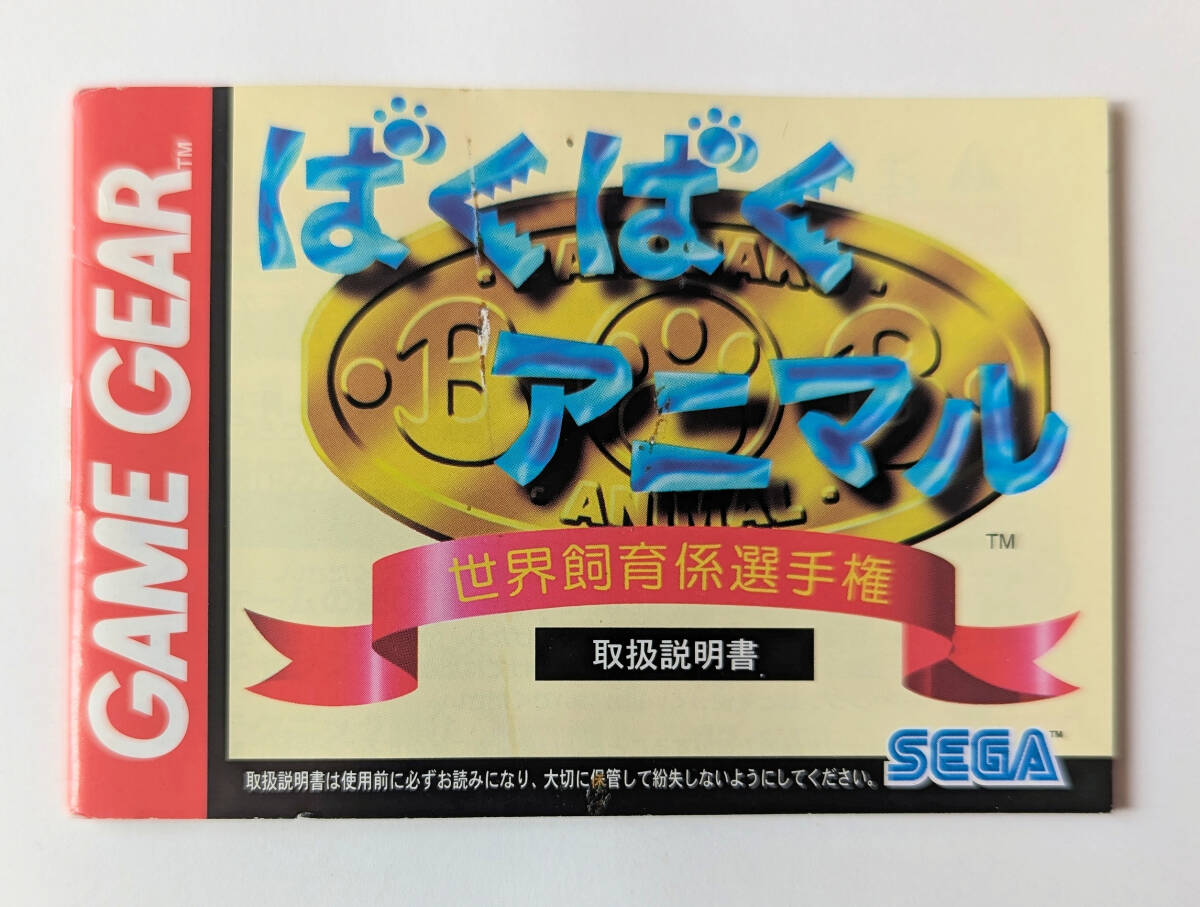 GAME GEAR™
ばくばく
アニマル
B
ANIMAL
TM
世界飼育係選手権
取扱説明書
SEGA™
取扱説明書は使用前に必ずお読みになり、大切に保管して紛失しないようにしてください。